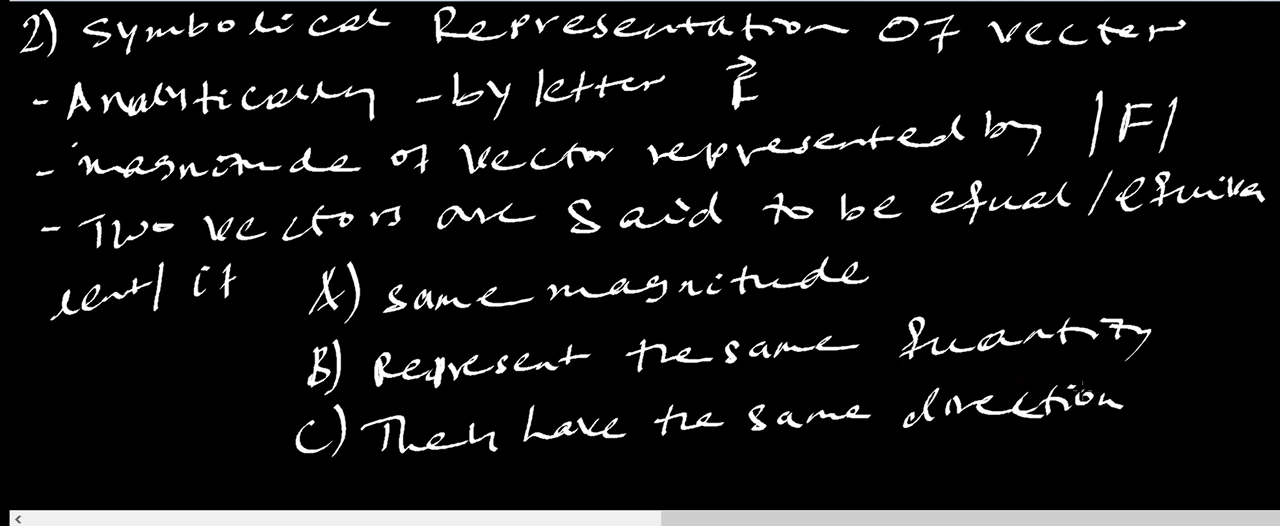 2) Symbolical Representation Of vector
- Analytically - by letter F⃗
- magnitude of vector represented by |F|
- Two vectors are said to be equal /equiva
lent/ if A) same magnitude
B) Represent the same quantity
C) They have the same direction